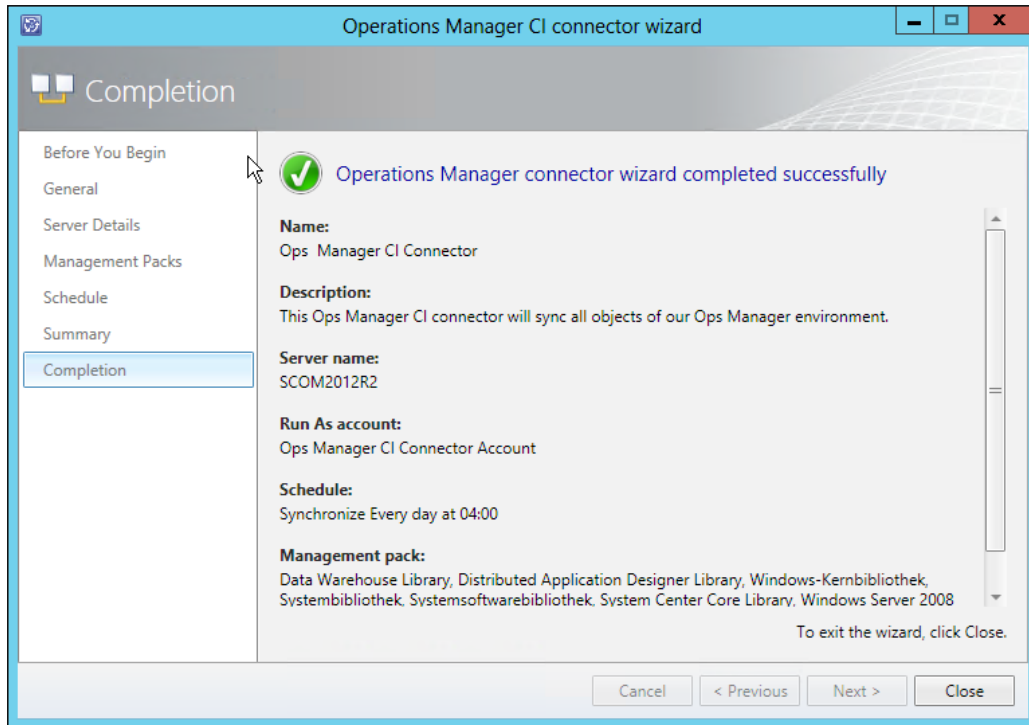 Operations Manager CI connector wizard
Completion
Before You Begin
General
Server Details
Management Packs
Schedule
Summary
Completion
Operations Manager connector wizard completed successfully
Name:
Ops Manager CI Connector
Description:
This Ops Manager CI connector will sync all objects of our Ops Manager environment.
Server name:
SCOM2012R2
Run As account:
Ops Manager CI Connector Account
Schedule:
Synchronize Every day at 04:00
Management pack:
Data Warehouse Library, Distributed Application Designer Library, Windows-Kernbibliothek,
Systembibliothek, Systemsoftwarebibliothek, System Center Core Library, Windows Server 2008
To exit the wizard, click Close.
Cancel
< Previous
Next >
Close